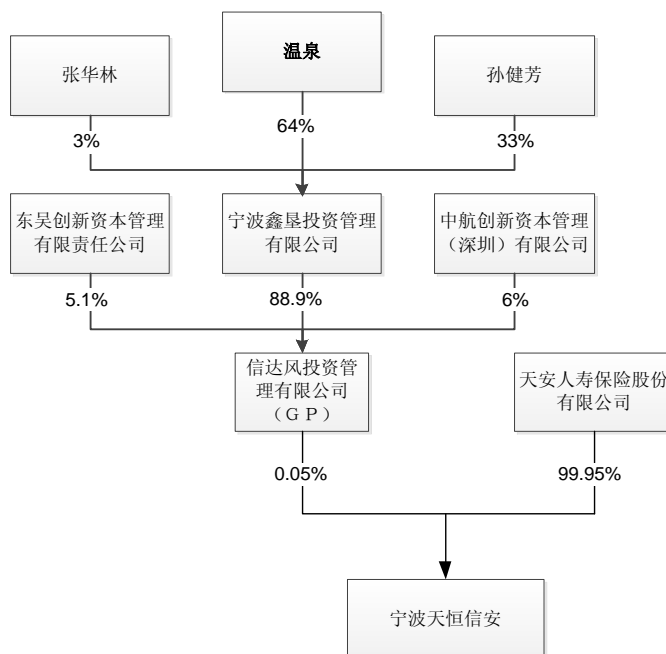 张华林
温泉
孙健芳
3%
64%
33%
东吴创新资本管理
有限责任公司
宁波鑫垦投资管理
有限公司
中航创新资本管理
（深圳）有限公司
5.1%
88.9%
6%
信达风投资管
理有限公司
（ＧＰ）
天安人寿保险股份
有限公司
0.05%
99.95%
宁波天恒信安